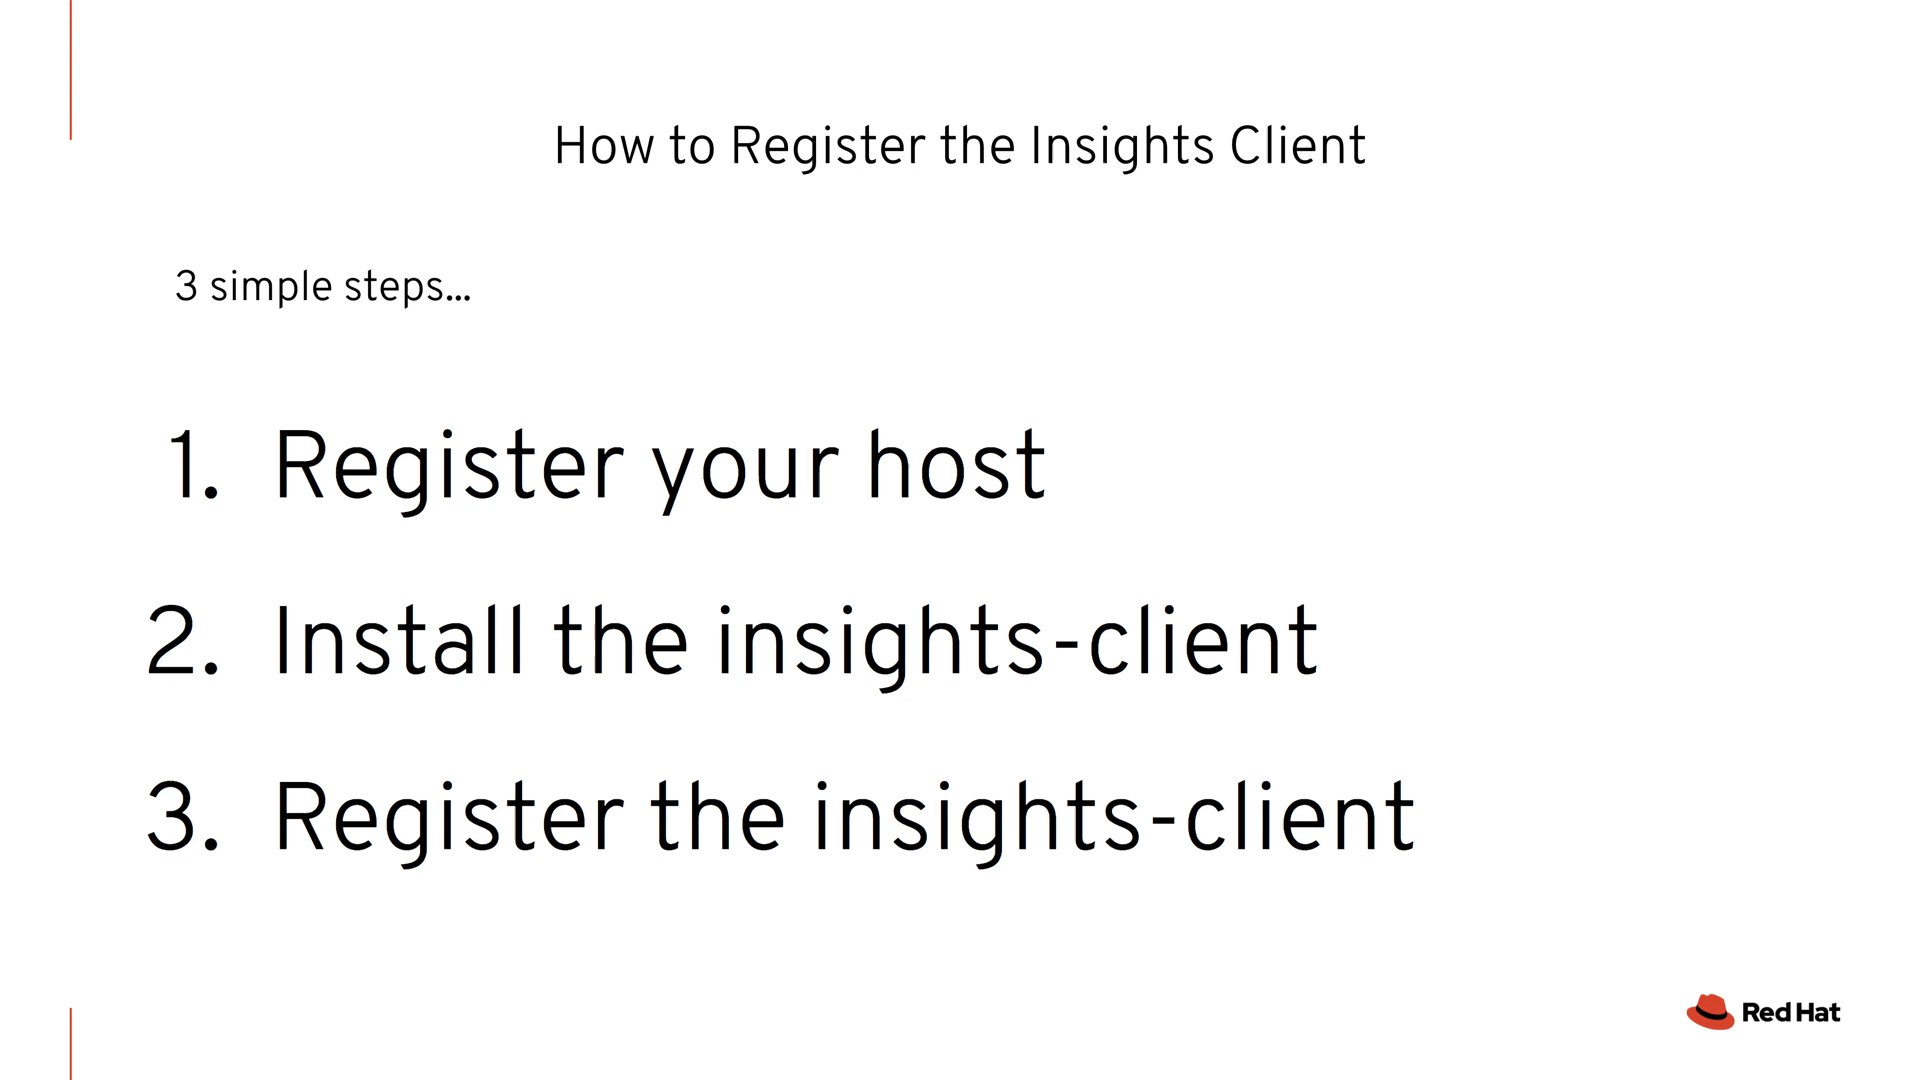 How to Register the Insights Client
3 simple steps...
1. Register your host
2. Install the insights-client
3. Register the insights-client
Red Hat